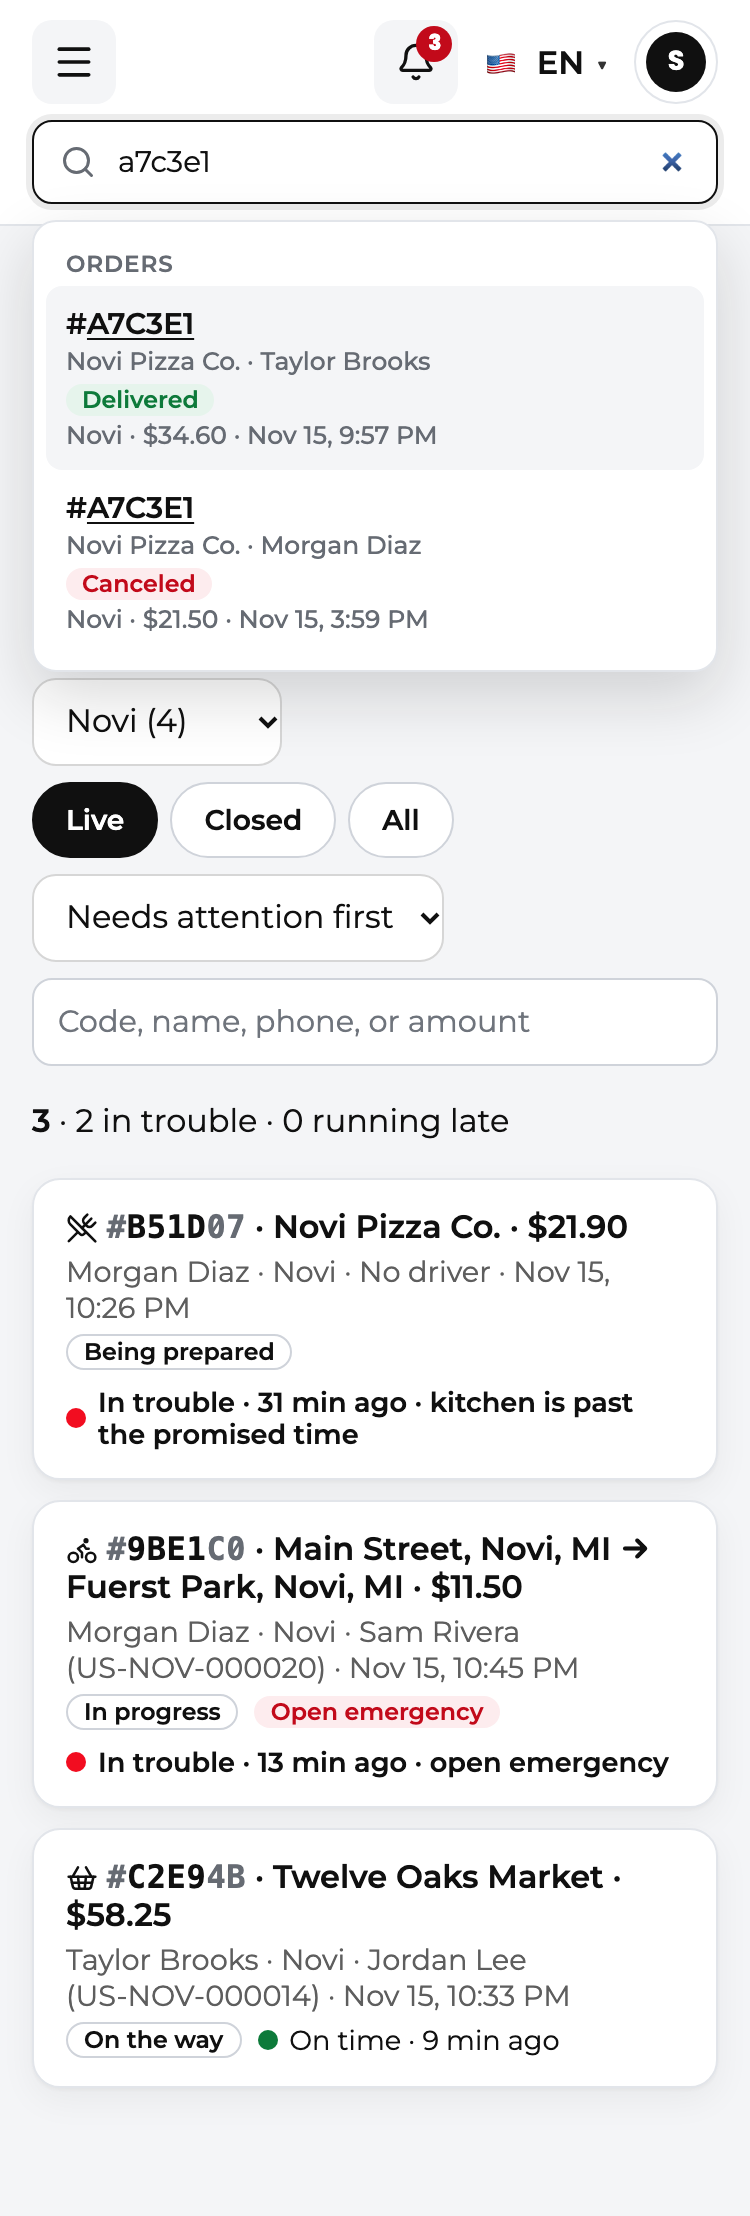 3
EN
S
a7c3e1
ORDERS
#A7C3E1
Novi Pizza Co. · Taylor Brooks
Delivered
Novi · $34.60 · Nov 15, 9:57 PM
#A7C3E1
Novi Pizza Co. · Morgan Diaz
Canceled
Novi · $21.50 · Nov 15, 3:59 PM
Novi (4)
Live Closed All
Needs attention first
Code, name, phone, or amount
3 · 2 in trouble · 0 running late
#B51D07 · Novi Pizza Co. · $21.90
Morgan Diaz · Novi · No driver · Nov 15,
10:26 PM
Being prepared
In trouble · 31 min ago · kitchen is past
the promised time
#9BE1C0 · Main Street, Novi, MI →
Fuerst Park, Novi, MI · $11.50
Morgan Diaz · Novi · Sam Rivera
(US-NOV-000020) · Nov 15, 10:45 PM
In progress Open emergency
In trouble · 13 min ago · open emergency
#C2E94B · Twelve Oaks Market ·
$58.25
Taylor Brooks · Novi · Jordan Lee
(US-NOV-000014) · Nov 15, 10:33 PM
On the way On time · 9 min ago